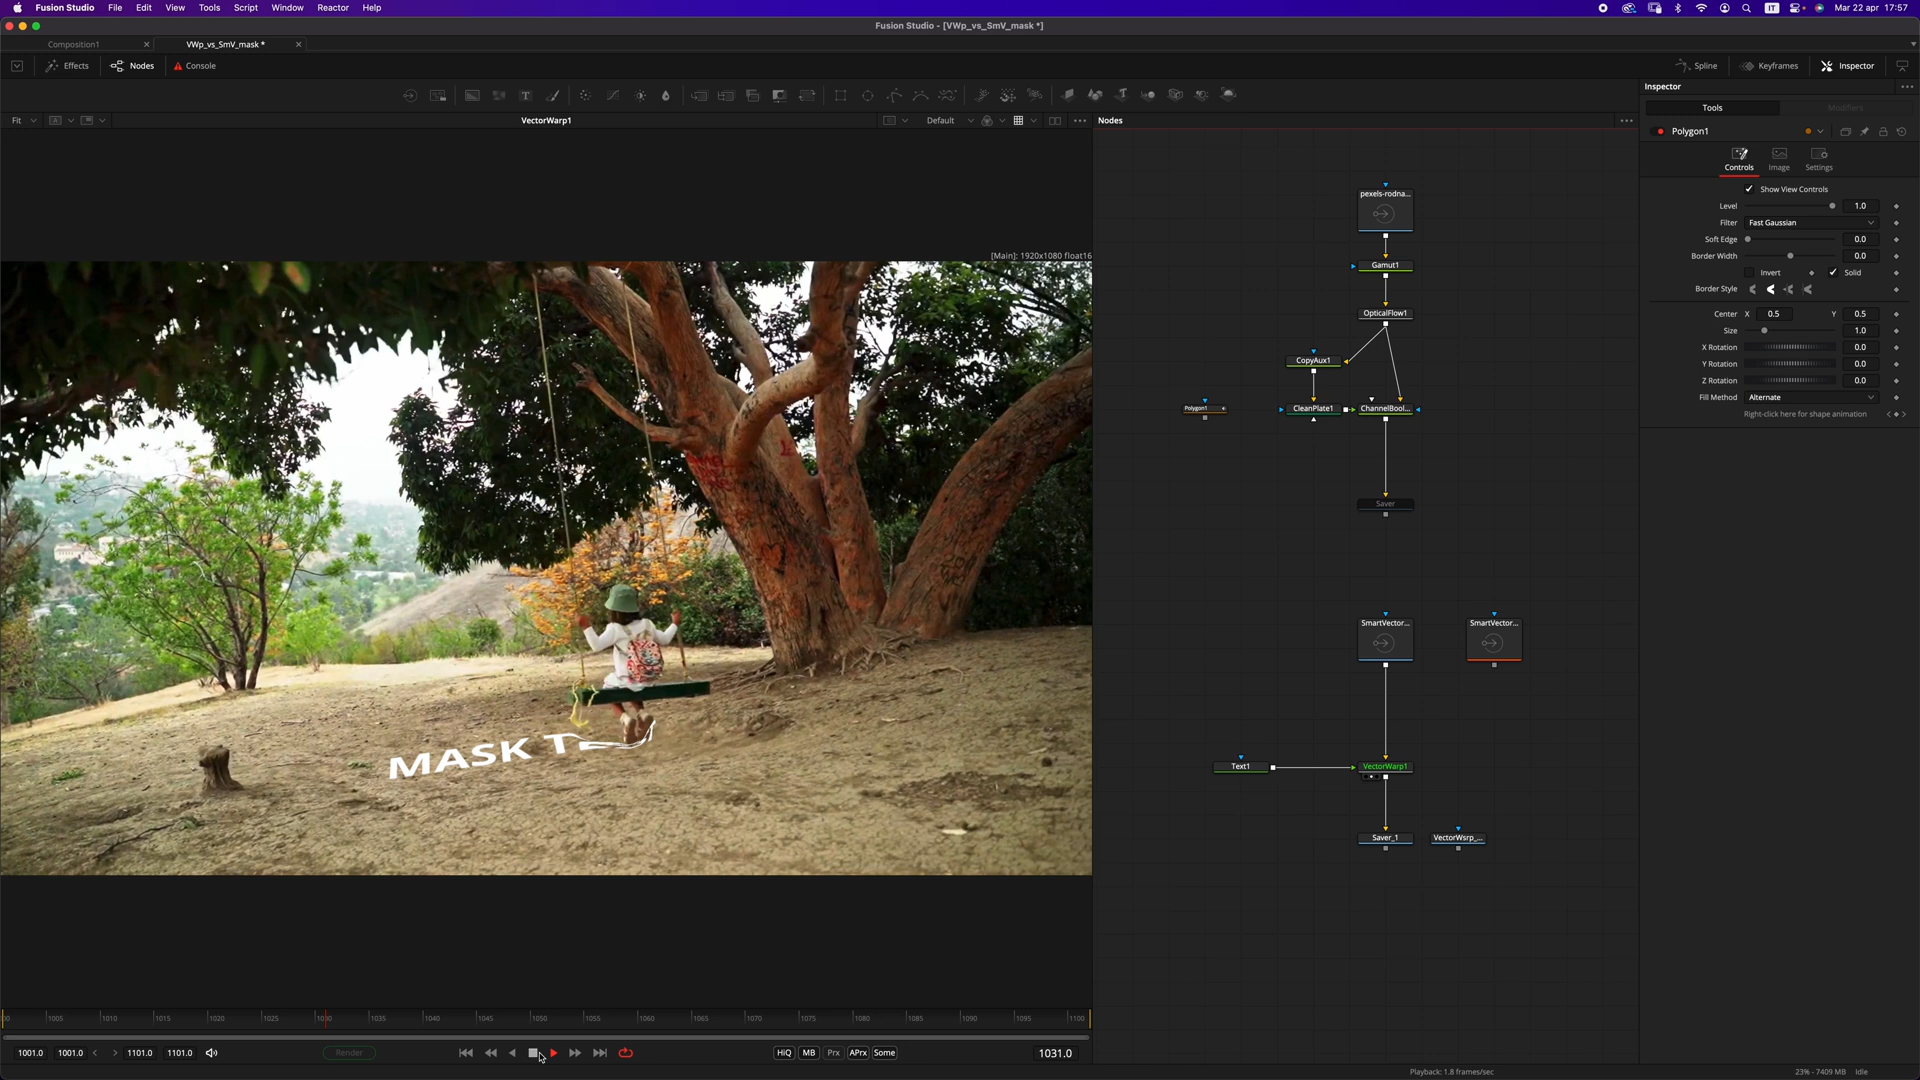 Fusion Studio File Edit View Tools Script Window Reactor Help
IT Mar 22 apr 17:57
Fusion Studio - [VWp_vs_SmV_mask *]
Composition1 VWp_vs_SmV_mask *
Effects Nodes Console Spline Keyframes Inspector
Fit A VectorWarp1 Default Nodes
[Main]: 1920x1080 float16
MASK T
pexels-rodna...
Gamut1
OpticalFlow1
CopyAux1
Polygon1 CleanPlate1 ChannelBool...
Saver
SmartVector... SmartVector...
Text1 VectorWarp1
Saver_1 VectorWsrp_...
Inspector
Tools Modifiers
Polygon1
Controls Image Settings
Show View Controls
Level 1.0
Filter Fast Gaussian
Soft Edge 0.0
Border Width 0.0
Invert Solid
Border Style
Center X 0.5 Y 0.5
Size 1.0
X Rotation 0.0
Y Rotation 0.0
Z Rotation 0.0
Fill Method Alternate
Right-click here for shape animation
1005 1010 1015 1020 1025 1035 1040 1045 1050 1055 1060 1065 1070 1075 1080 1085 1090 1095 1100
1001.0 1001.0 1101.0 1101.0 Render HiQ MB Prx APrx Some 1031.0
Playback: 1.8 frames/sec 23% - 7409 MB Idle